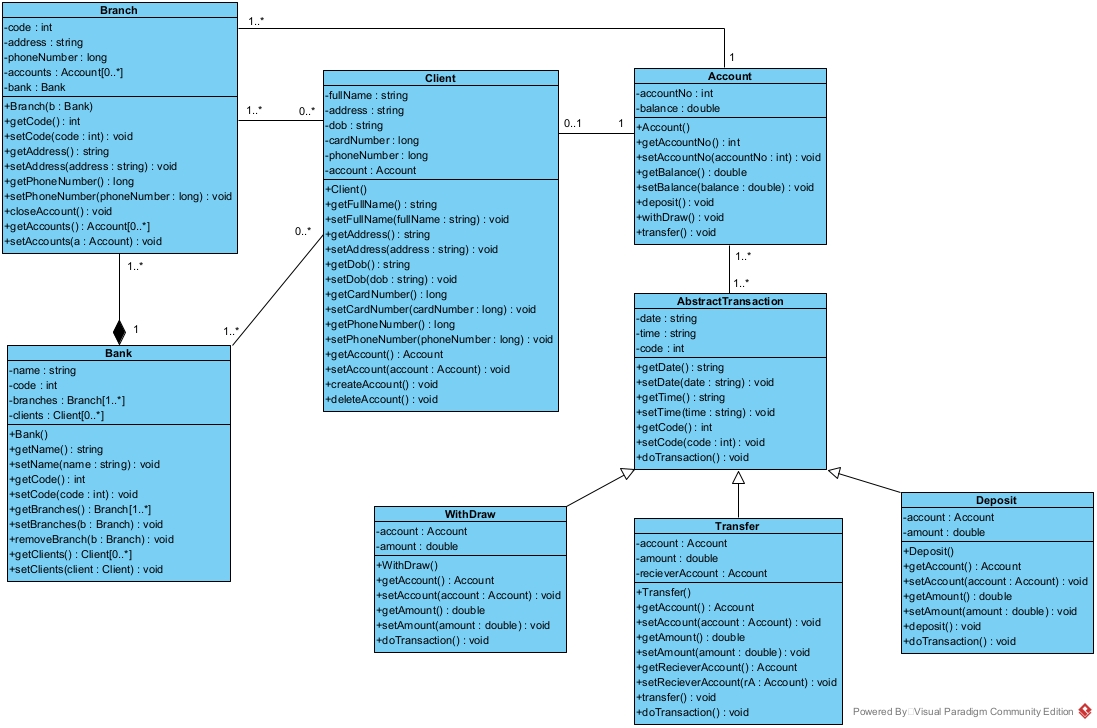 Branch
-code : int
-address : string
-phoneNumber : long
-accounts : Account[0..*]
-bank : Bank
+Branch(b : Bank)
+getCode() : int
+setCode(code : int) : void
+getAddress() : string
+setAddress(address : string) : void
+getPhoneNumber() : long
+setPhoneNumber(phoneNumber : long) : void
+closeAccount() : void
+getAccounts() : Account[0..*]
+setAccounts(a : Account) : void
1..*
1
1..*
0..*
Client
-fullName : string
-address : string
-dob : string
-cardNumber : long
-phoneNumber : long
-account : Account
+Client()
+getFullName() : string
+setFullName(fullName : string) : void
+getAddress() : string
+setAddress(address : string) : void
+getDob() : string
+setDob(dob : string) : void
+getCardNumber() : long
+setCardNumber(cardNumber : long) : void
+getPhoneNumber() : long
+setPhoneNumber(phoneNumber : long) : void
+getAccount() : Account
+setAccount(account : Account) : void
+createAccount() : void
+deleteAccount() : void
0..1
1
Account
-accountNo : int
-balance : double
+Account()
+getAccountNo() : int
+setAccountNo(accountNo : int) : void
+getBalance() : double
+setBalance(balance : double) : void
+deposit() : void
+withDraw() : void
+transfer() : void
0..*
1..*
1..*
1
1..*
1..*
Bank
-name : string
-code : int
-branches : Branch[1..*]
-clients : Client[0..*]
+Bank()
+getName() : string
+setName(name : string) : void
+getCode() : int
+setCode(code : int) : void
+getBranches() : Branch[1..*]
+setBranches(b : Branch) : void
+removeBranch(b : Branch) : void
+getClients() : Client[0..*]
+setClients(client : Client) : void
AbstractTransaction
-date : string
-time : string
-code : int
+getDate() : string
+setDate(date : string) : void
+getTime() : string
+setTime(time : string) : void
+getCode() : int
+setCode(code : int) : void
+doTransaction() : void
WithDraw
-account : Account
-amount : double
+WithDraw()
+getAccount() : Account
+setAccount(account : Account) : void
+getAmount() : double
+setAmount(amount : double) : void
+doTransaction() : void
Transfer
-account : Account
-amount : double
-recieverAccount : Account
+Transfer()
+getAccount() : Account
+setAccount(account : Account) : void
+getAmount() : double
+setAmount(amount : double) : void
+getRecieverAccount() : Account
+setRecieverAccount(rA : Account) : void
+transfer() : void
+doTransaction() : void
Deposit
-account : Account
-amount : double
+Deposit()
+getAccount() : Account
+setAccount(account : Account) : void
+getAmount() : double
+setAmount(amount : double) : void
+deposit() : void
+doTransaction() : void
Powered By Visual Paradigm Community Edition